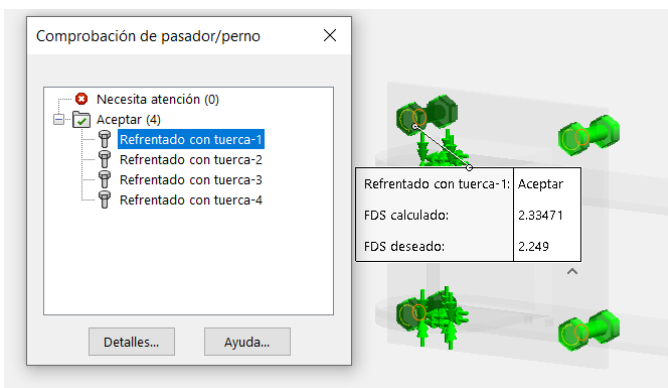 Comprobación de pasador/perno
Necesita atención (0)
Aceptar (4)
Refrentado con tuerca-1
Refrentado con tuerca-2
Refrentado con tuerca-3
Refrentado con tuerca-4
Detalles...
Ayuda...
Refrentado con tuerca-1: Aceptar
FDS calculado: 2.33471
FDS deseado: 2.249